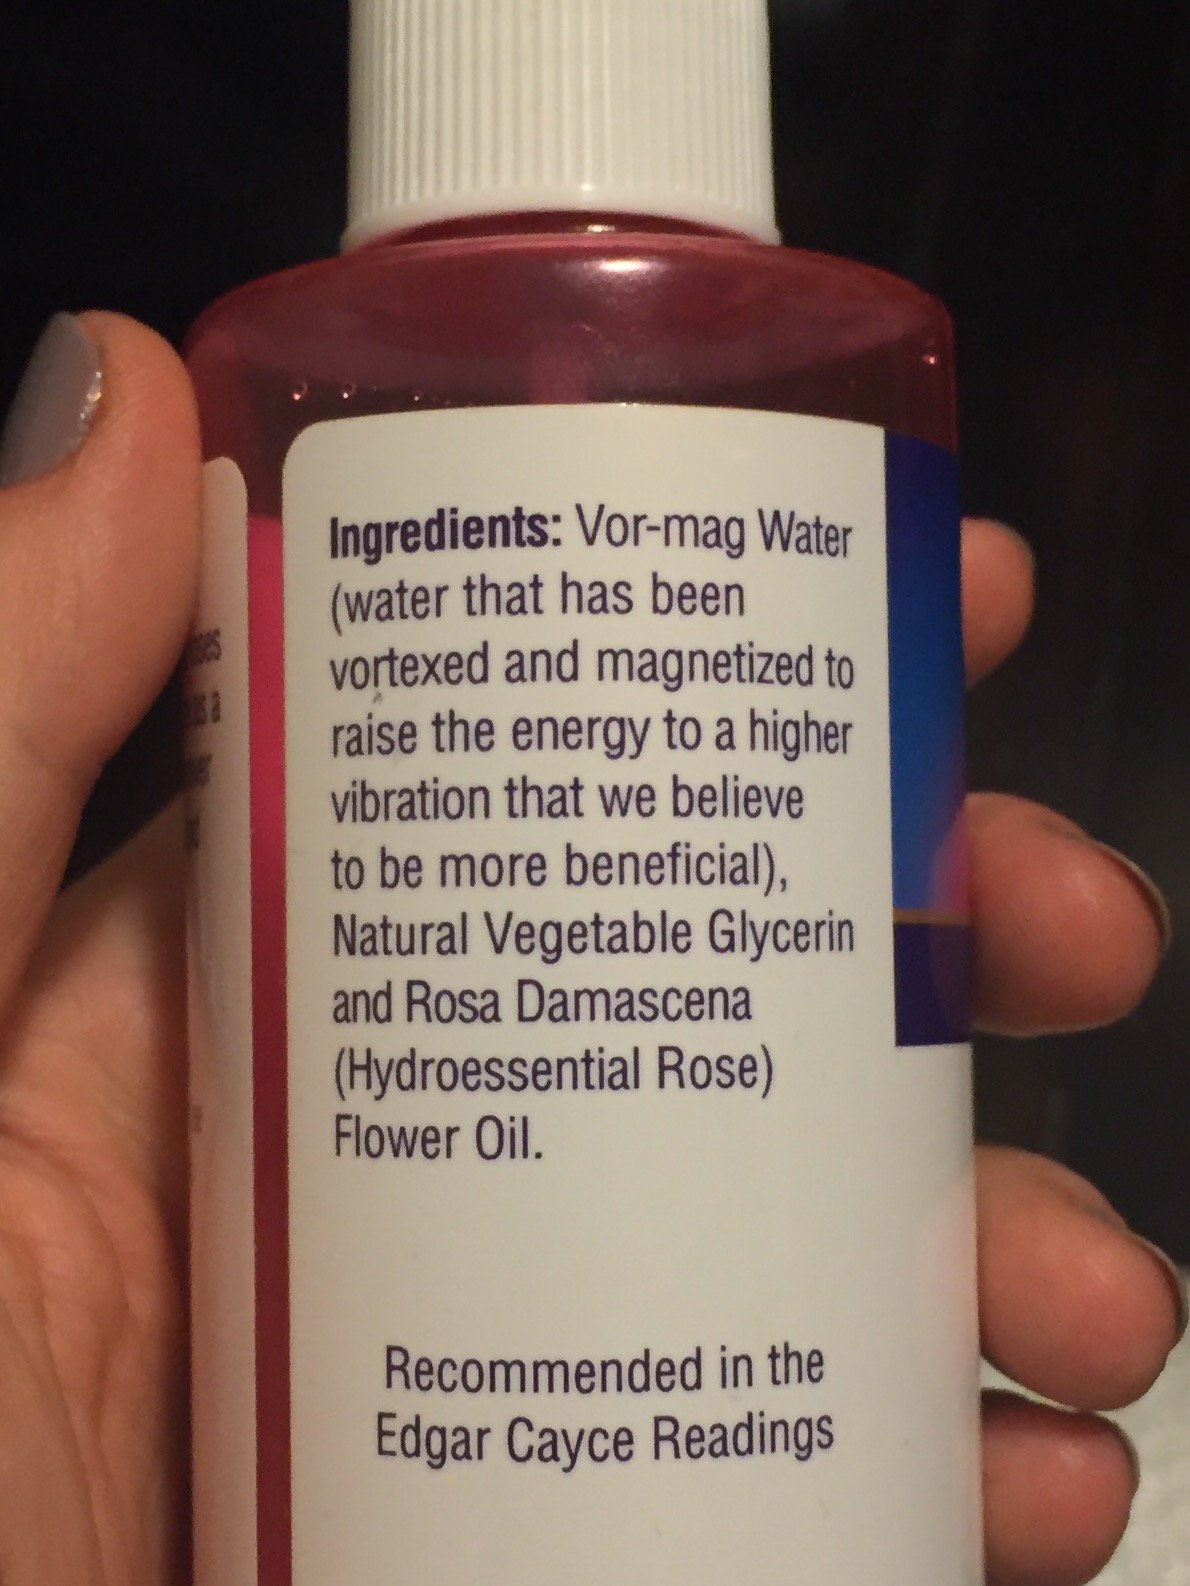 Ingredients: Vor-mag Water
(water that has been
vortexed and magnetized to
raise the energy to a higher
vibration that we believe
to be more beneficial),
Natural Vegetable Glycerin
and Rosa Damascena
(Hydroessential Rose)
Flower Oil.
Recommended in the
Edgar Cayce Readings